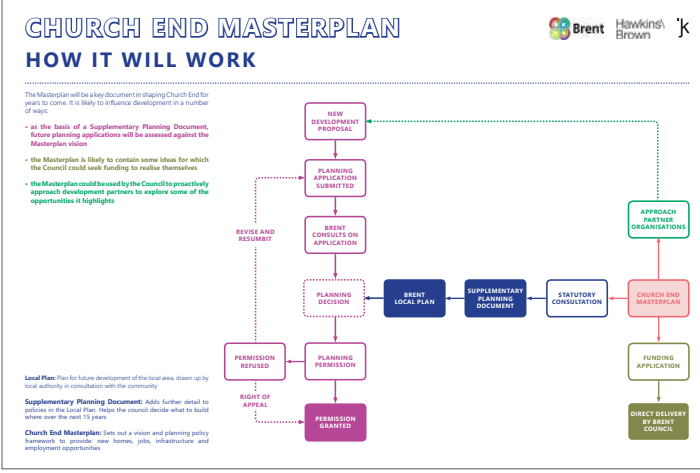 CHURCH END MASTERPLAN
Brent
Hawkins\
Brown
'jk
HOW IT WILL WORK
The Masterplan will be a key document in shaping Church End for
years to come. It is likely to influence development in a number
of ways:
• as the basis of a Supplementary Planning Document,
future planning applications will be assessed against the
Masterplan vision
• the Masterplan is likely to contain some ideas for which
the Council could seek funding to realise themselves
• the Masterplan could be used by the Council to proactively
approach development partners to explore some of the
opportunities it highlights
NEW
DEVELOPMENT
PROPOSAL
PLANNING
APPLICATION
SUBMITTED
BRENT
CONSULTS ON
APPLICATION
REVISE AND
RESUMBIT
APPROACH
PARTNER
ORGANISATIONS
PLANNING
DECISION
BRENT
LOCAL PLAN
SUPPLEMENTARY
PLANNING
DOCUMENT
STATUTORY
CONSULTATION
CHURCH END
MASTERPLAN
PERMISSION
REFUSED
PLANNING
PERMISSION
FUNDING
APPLICATION
RIGHT OF
APPEAL
PERMISSION
GRANTED
DIRECT DELIVERY
BY BRENT
COUNCIL
Local Plan: Plan for future development of the local area, drawn up by
local authority in consultation with the community
Supplementary Planning Document: Adds further detail to
policies in the Local Plan. Helps the council decide what to build
where over the next 15 years
Church End Masterplan: Sets out a vision and planning policy
framework to provide: new homes, jobs, infrastructure and
employment opportunities